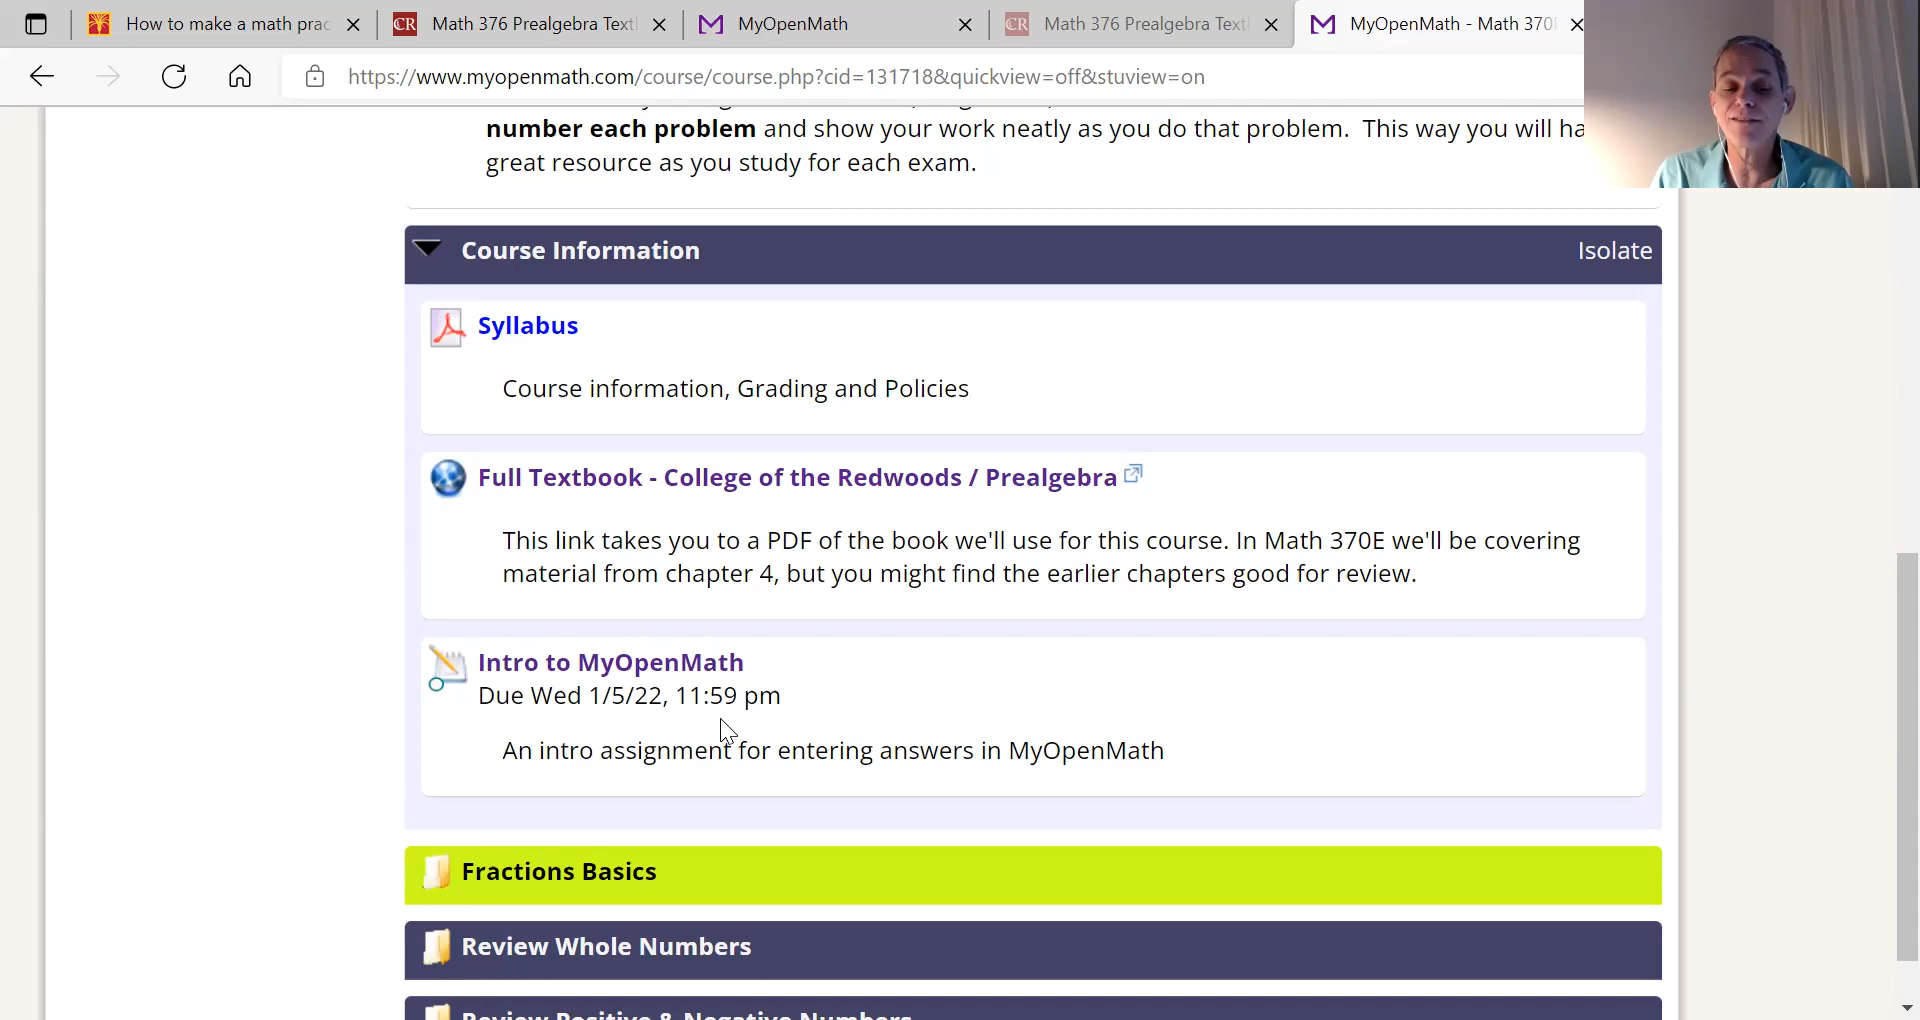 How to make a math prac
Math 376 Prealgebra Text
MyOpenMath
Math 376 Prealgebra Text
MyOpenMath - Math 370
https://www.myopenmath.com/course/course.php?cid=131718&quickview=off&stuview=on
number each problem and show your work neatly as you do that problem. This way you will ha
great resource as you study for each exam.
Course Information
Isolate
Syllabus
Course information, Grading and Policies
Full Textbook - College of the Redwoods / Prealgebra
This link takes you to a PDF of the book we'll use for this course. In Math 370E we'll be covering
material from chapter 4, but you might find the earlier chapters good for review.
Intro to MyOpenMath
Due Wed 1/5/22, 11:59 pm
An intro assignment for entering answers in MyOpenMath
Fractions Basics
Review Whole Numbers
Review Positive & Negative Numbers